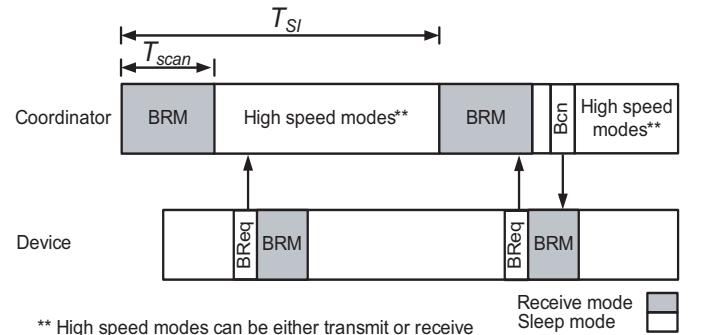 T_SI
T_scan
Coordinator
BRM
High speed modes**
BRM
Bcn
High speed modes**
Device
BReq
BRM
BReq
BRM
Receive mode
Sleep mode
** High speed modes can be either transmit or receive